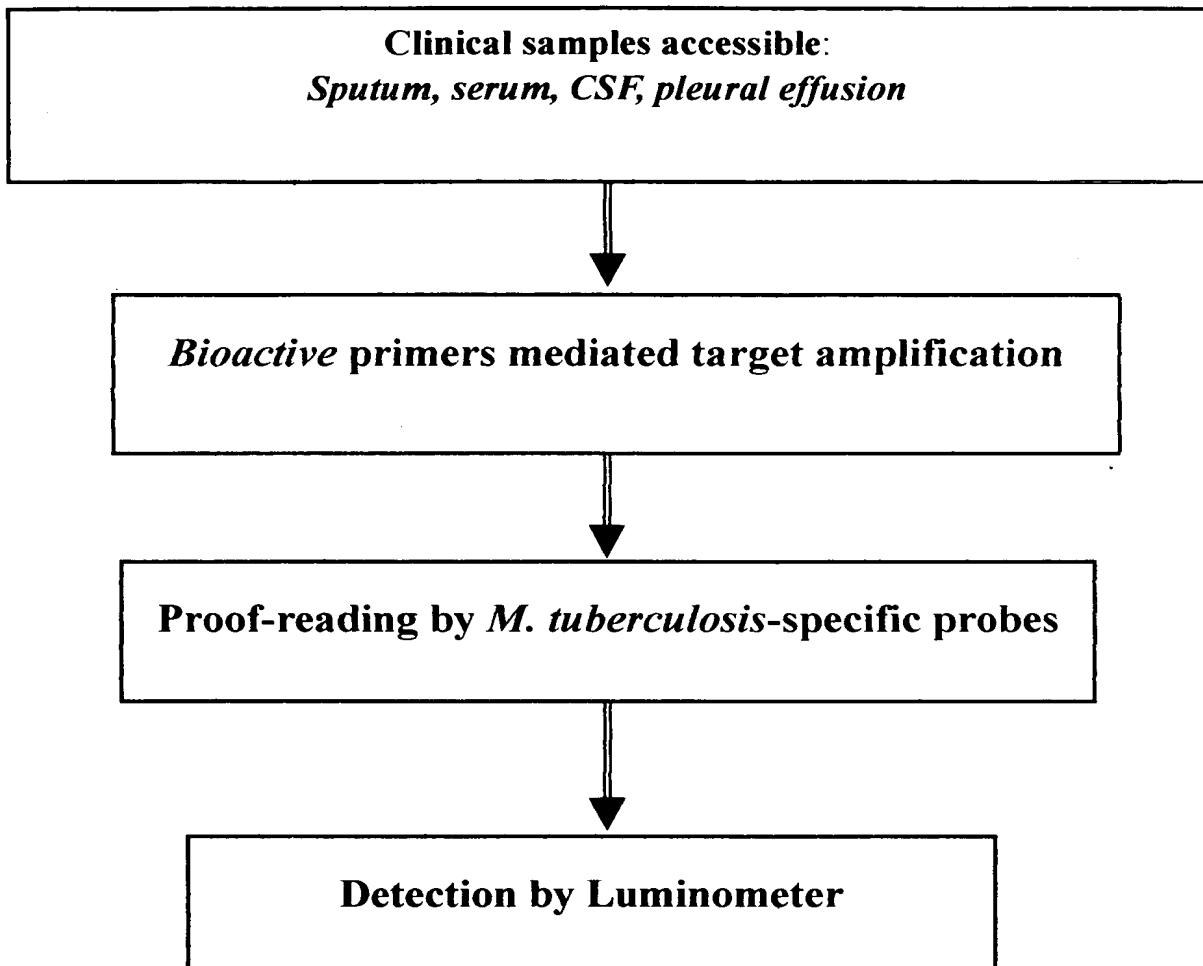 Clinical samples accessible:
Sputum, serum, CSF, pleural effusion
Bioactive primers mediated target amplification
Proof-reading by M. tuberculosis-specific probes
Detection by Luminometer